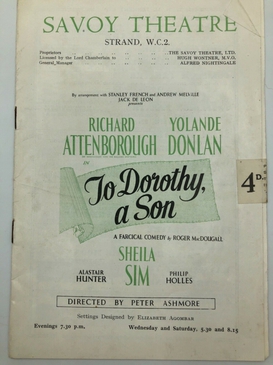 SAVOY THEATRE
STRAND, W.C.2.
Proprietors . . . . THE SAVOY THEATRE, LTD.
Licensed by the Lord Chamberlain to . . . . HUGH WONTNER, M.V.O.
General Manager . . . . ALFRED NIGHTINGALE
By arrangement with STANLEY FRENCH and ANDREW MELVILLE
JACK DE LEON
presents
RICHARD YOLANDE
ATTENBOROUGH DONLAN
in
To Dorothy,
a Son
4D.
A FARCICAL COMEDY by ROGER MacDOUGALL
SHEILA
ALASTAIR SIM PHILIP
HUNTER HOLLES
DIRECTED BY PETER ASHMORE
Settings Designed by ELIZABETH AGOMBAR
Evenings 7.30 p.m. Wednesday and Saturday, 5.30 and 8.15